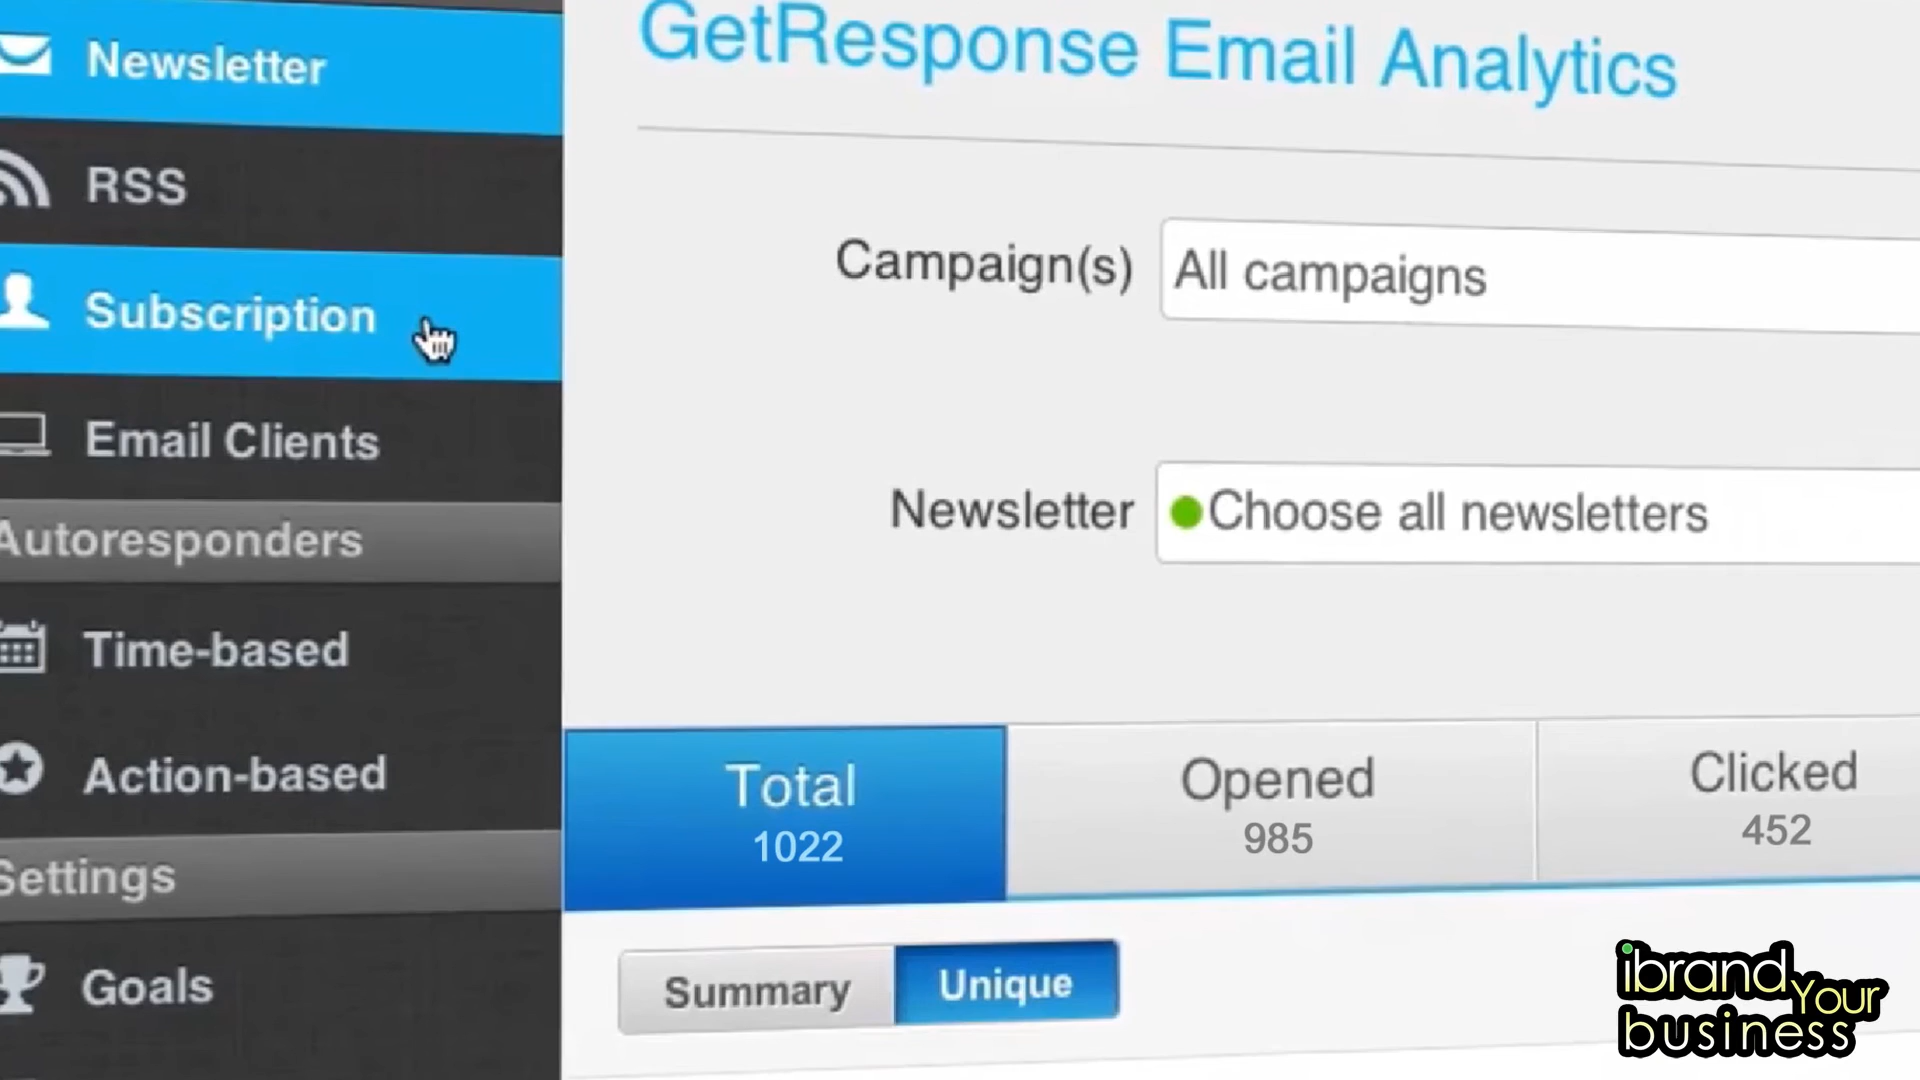 Newsletter
RSS
Subscription
Email Clients
Autoresponders
Time-based
Action-based
Settings
Goals
GetResponse Email Analytics
Campaign(s) All campaigns
Newsletter Choose all newsletters
Total
1022
Opened
985
Clicked
452
Summary Unique
ibrand Your
business